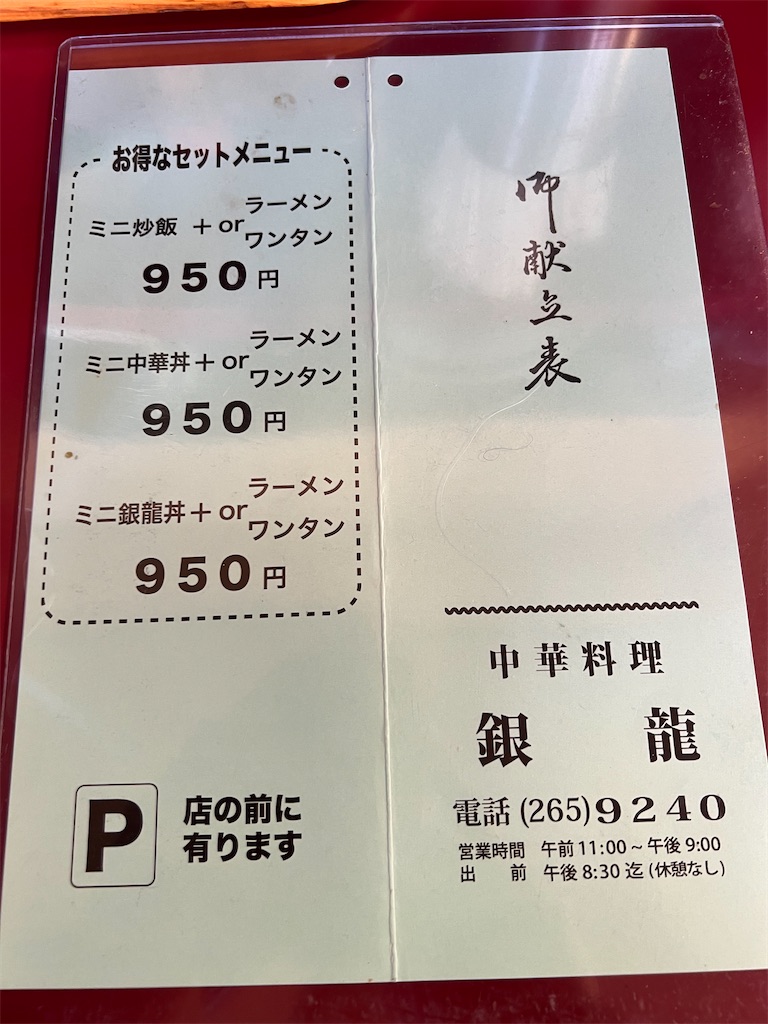 お得なセットメニュー
ミニ炒飯 + or ラーメン
ワンタン
950円
ミニ中華丼 + or ラーメン
ワンタン
950円
ミニ銀龍丼 + or ラーメン
ワンタン
950円
P 店の前に
有ります
御献立表
中華料理
銀龍
電話 (265)9240
営業時間 午前11:00~午後9:00
出前 午後8:30迄(休憩なし)